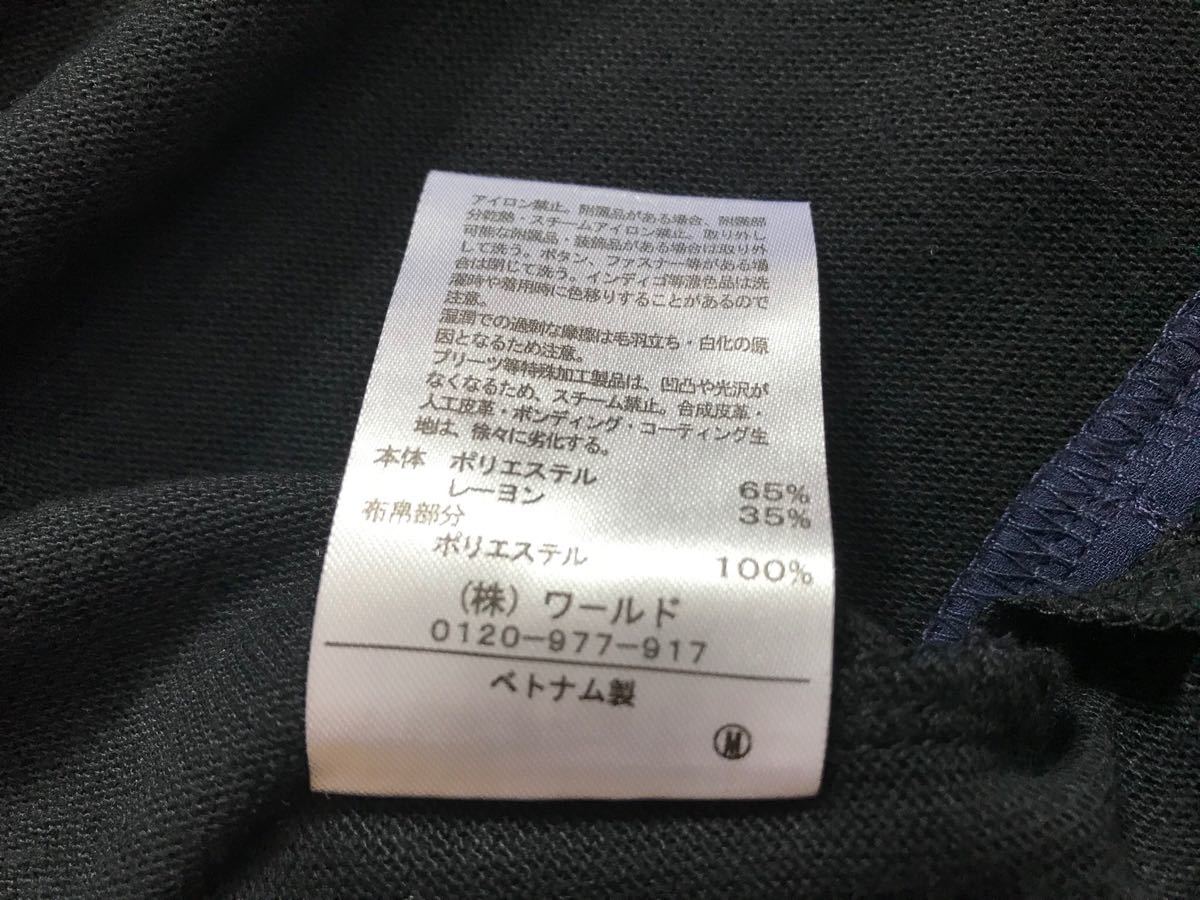 アイロン禁止。附属品がある場合、附属部
分乾熱・スチームアイロン禁止。取り外し
可能な附属品・装飾品がある場合は取り外
して洗う。ボタン、ファスナー等がある場
合は閉じて洗う。インディゴ等濃色品は洗
濯時や着用時に色移りすることがあるので
注意。
湿潤での過剰な摩擦は毛羽立ち・白化の原
因となるため注意。
プリーツ等特殊加工製品は、凹凸や光沢が
なくなるため、スチーム禁止。合成皮革・
人工皮革・ボンディング・コーティング生
地は、徐々に劣化する。
本体 ポリエステル 65%
レーヨン 35%
布帛部分
ポリエステル 100%
(株) ワールド
0120-977-917
ベトナム製
Ⓜ